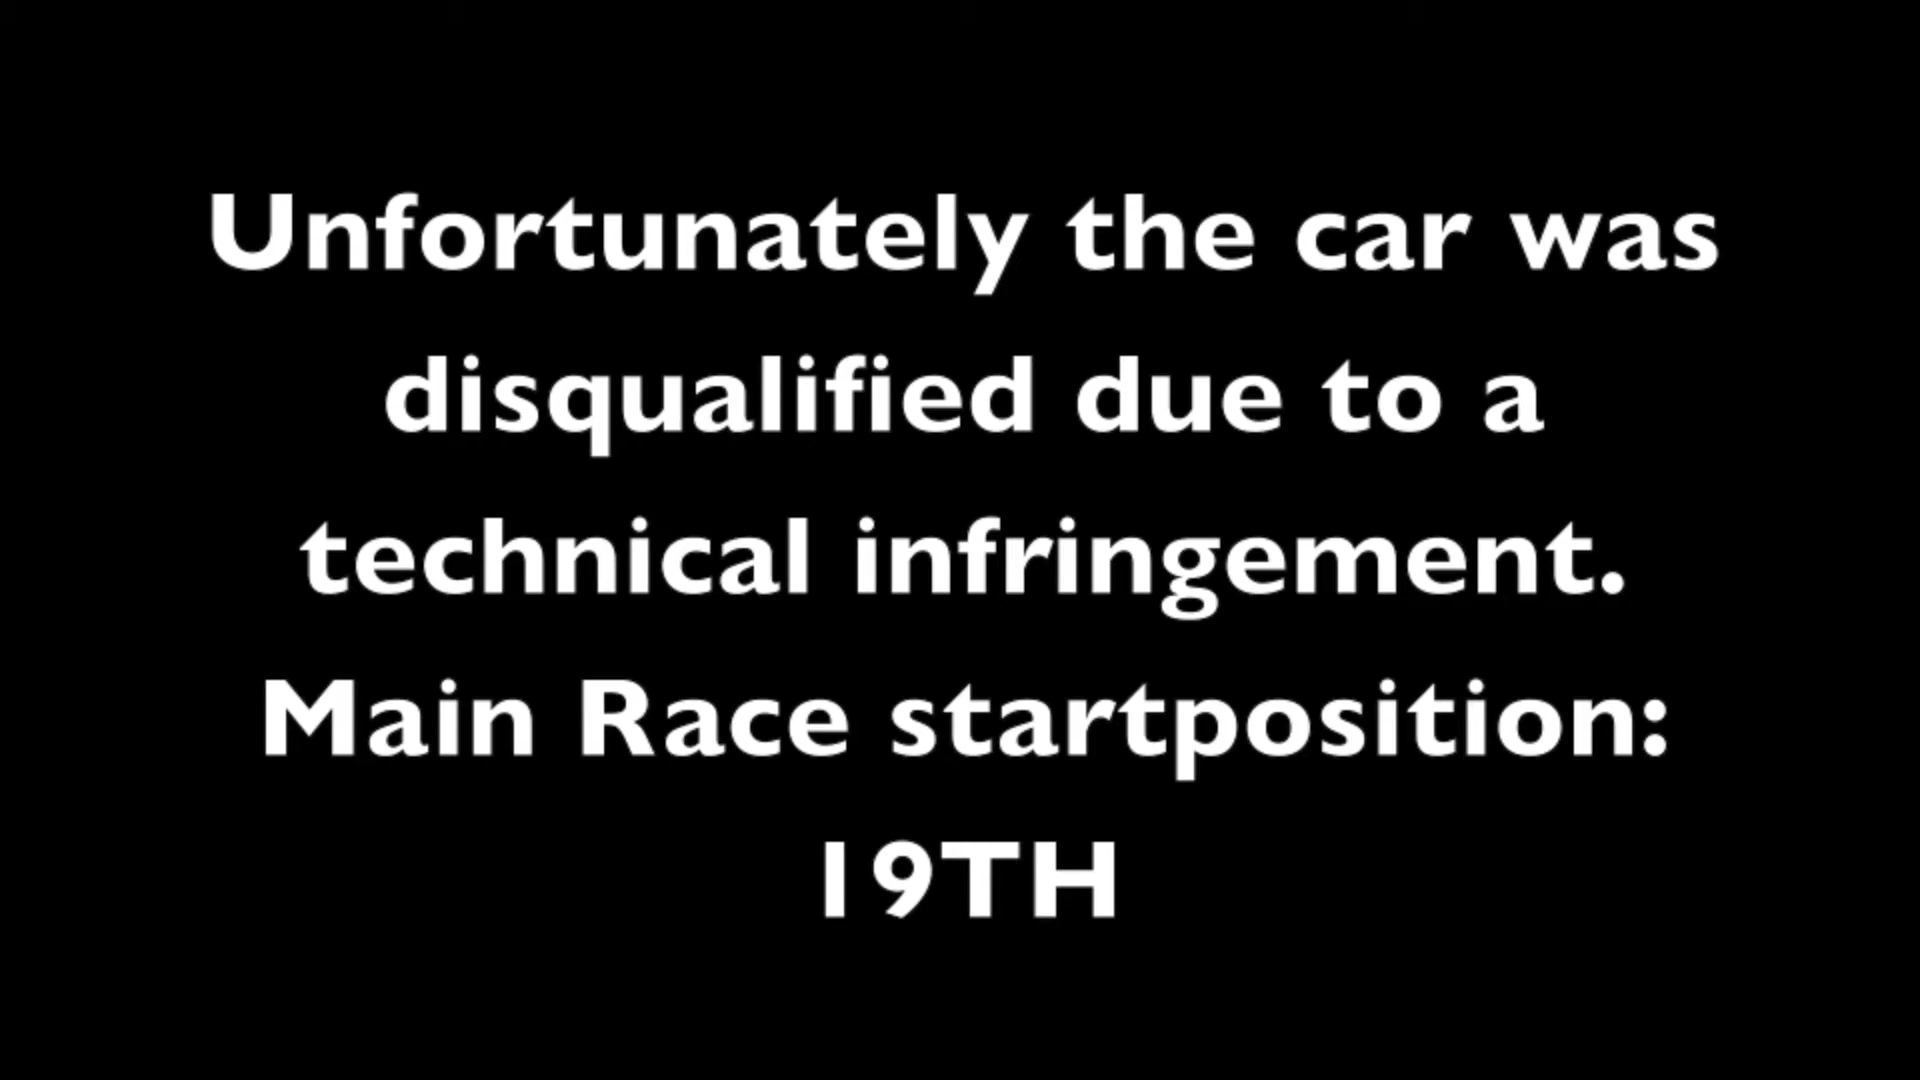 Unfortunately the car was
disqualified due to a
technical infringement.
Main Race startposition:
19TH